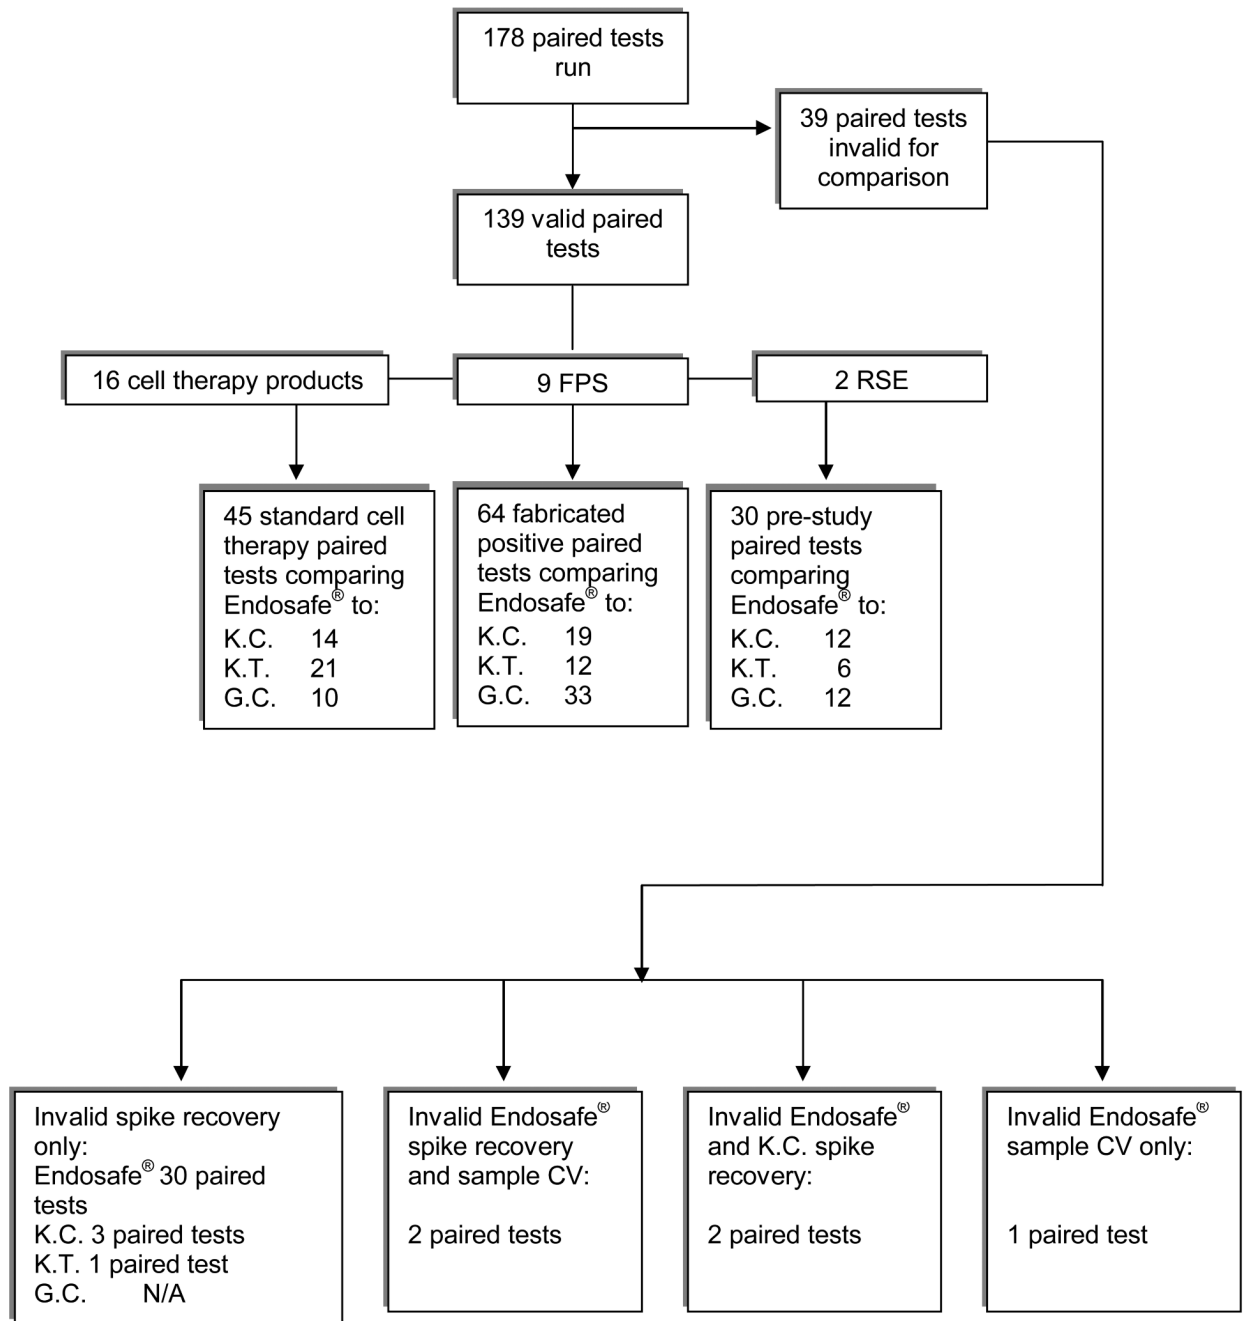 178 paired tests
run
39 paired tests
invalid for
comparison
139 valid paired
tests
16 cell therapy products
9 FPS
2 RSE
45 standard cell
therapy paired
tests comparing
Endosafe® to:
K.C. 14
K.T. 21
G.C. 10
64 fabricated
positive paired
tests comparing
Endosafe® to:
K.C. 19
K.T. 12
G.C. 33
30 pre-study
paired tests
comparing
Endosafe® to:
K.C. 12
K.T. 6
G.C. 12
Invalid spike recovery
only:
Endosafe® 30 paired
tests
K.C. 3 paired tests
K.T. 1 paired test
G.C. N/A
Invalid Endosafe®
spike recovery
and sample CV:
2 paired tests
Invalid Endosafe®
and K.C. spike
recovery:
2 paired tests
Invalid Endosafe®
sample CV only:
1 paired test